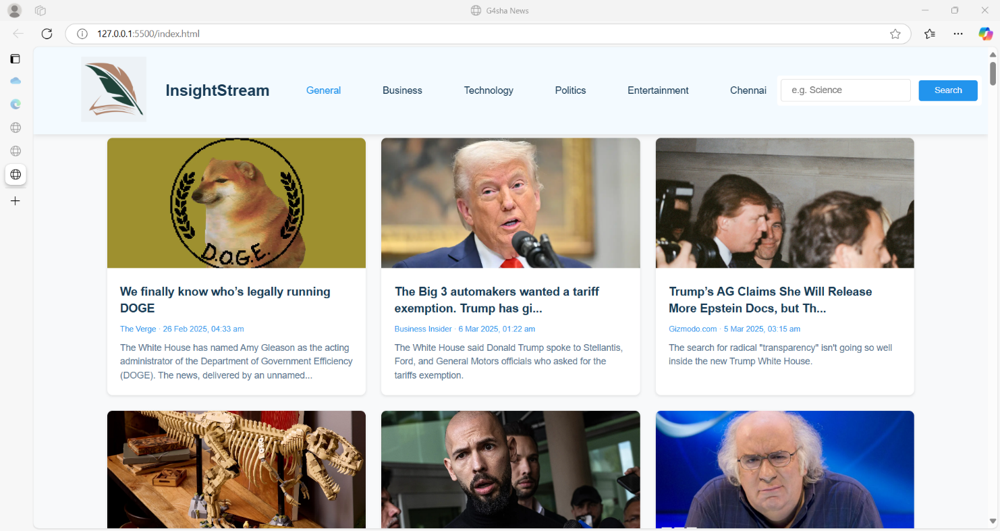 G4sha News
127.0.0.1:5500/index.html
InsightStream
General
Business
Technology
Politics
Entertainment
Chennai
e.g. Science
Search
D.O.G.E.
We finally know who’s legally running
DOGE
The Verge · 26 Feb 2025, 04:33 am
The White House has named Amy Gleason as the acting
administrator of the Department of Government Efficiency
(DOGE). The news, delivered by an unnamed...
The Big 3 automakers wanted a tariff
exemption. Trump has gi...
Business Insider · 6 Mar 2025, 01:22 am
The White House said Donald Trump spoke to Stellantis,
Ford, and General Motors officials who asked for the
tariffs exemption.
Trump’s AG Claims She Will Release
More Epstein Docs, but Th...
Gizmodo.com · 5 Mar 2025, 03:15 am
The search for radical "transparency" isn't going so well
inside the new Trump White House.